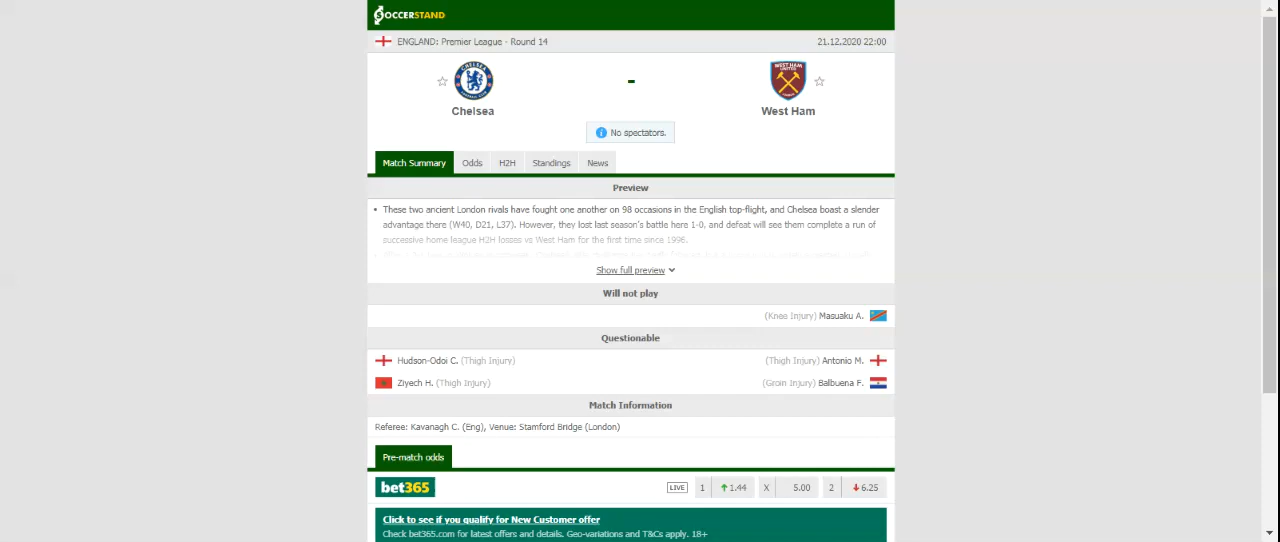 SOCCERSTAND
ENGLAND: Premier League - Round 14
21.12.2020 22:00
CHELSEA
WEST HAM
UNITED
-
Chelsea
West Ham
No spectators.
Match Summary
Odds
H2H
Standings
News
Preview
• These two ancient London rivals have fought one another on 98 occasions in the English top-flight, and Chelsea boast a slender
advantage there (W40, D21, L37). However, they lost last season's battle here 1-0, and defeat will see them complete a run of
successive home league H2H losses vs West Ham for the first time since 1996.
Show full preview
Will not play
(Knee Injury) Masuaku A.
Questionable
Hudson-Odoi C. (Thigh Injury)
(Thigh Injury) Antonio M.
Ziyech H. (Thigh Injury)
(Groin Injury) Balbuena F.
Match Information
Referee: Kavanagh C. (Eng), Venue: Stamford Bridge (London)
Pre-match odds
bet365
LIVE
1
1.44
X
5.00
2
6.25
Click to see if you qualify for New Customer offer
Check bet365.com for latest offers and details. Geo-variations and T&Cs apply. 18+